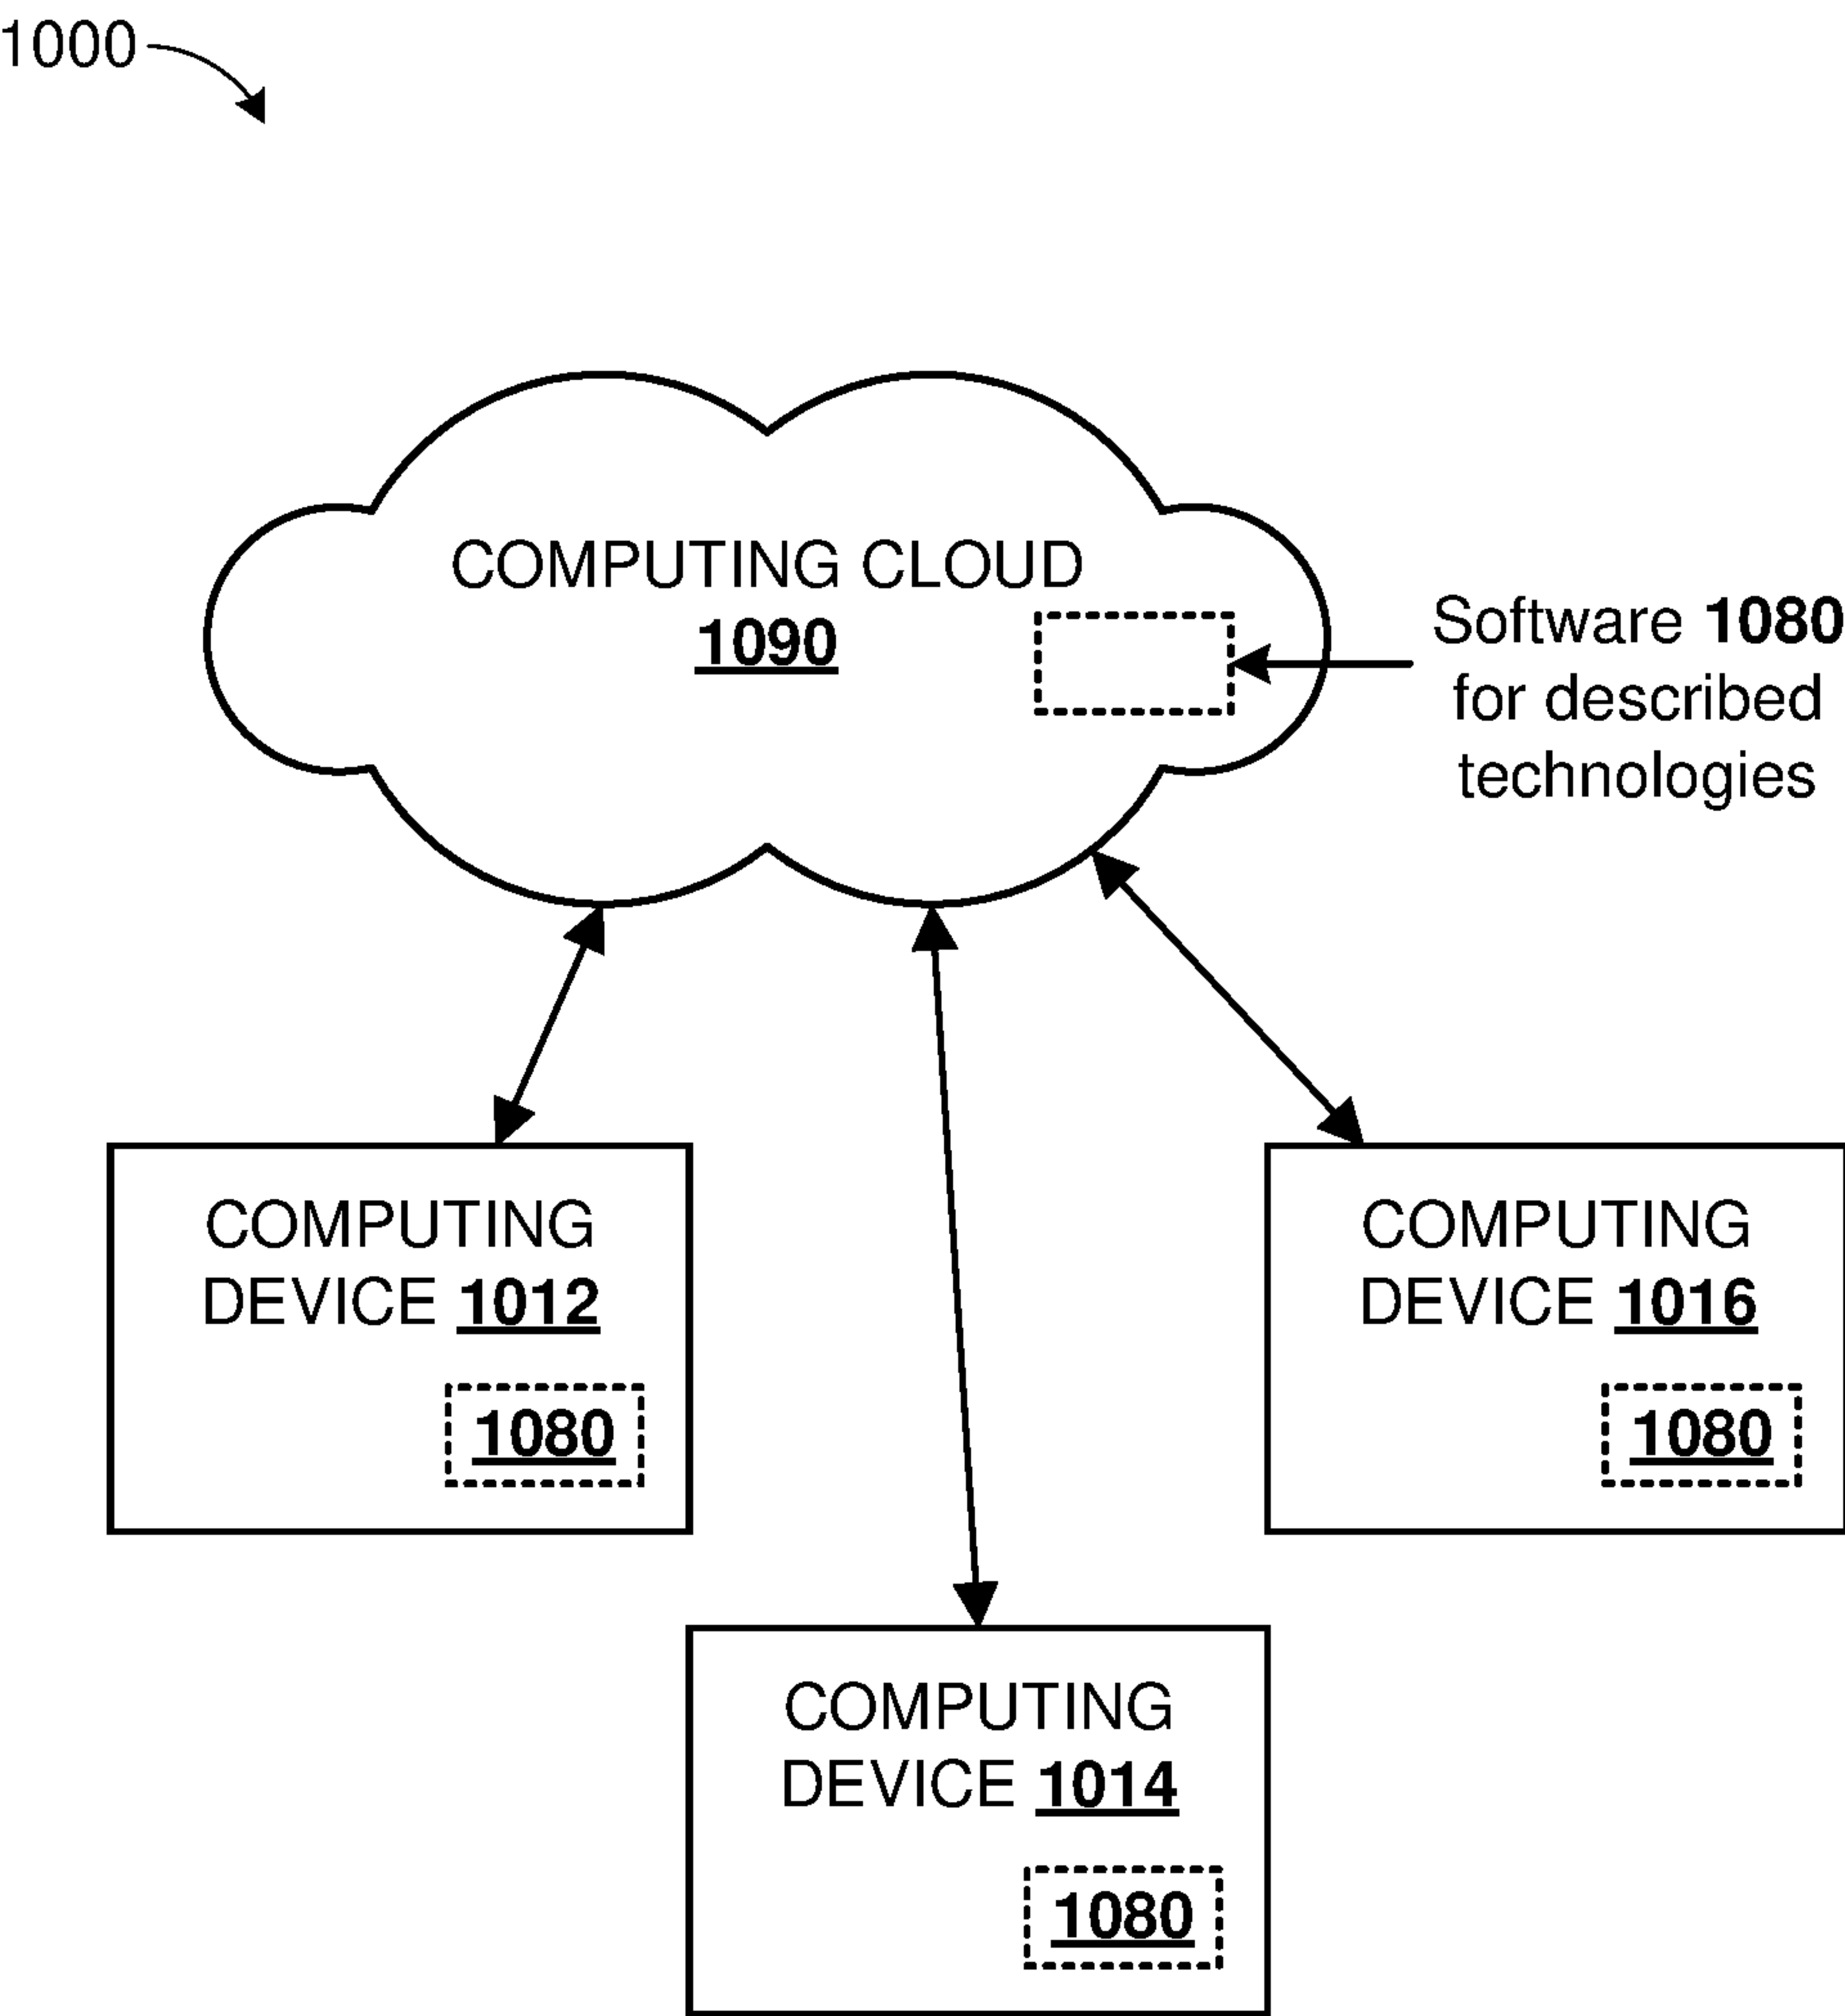 1000
COMPUTING CLOUD
1090
Software 1080
for described
technologies
COMPUTING
DEVICE 1012
1080
COMPUTING
DEVICE 1016
1080
COMPUTING
DEVICE 1014
1080